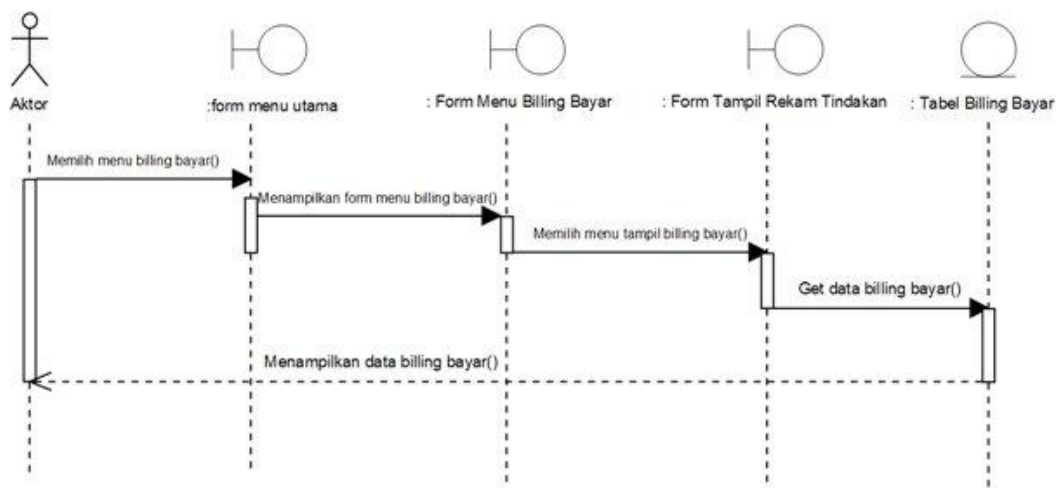 Aktor
:form menu utama
: Form Menu Billing Bayar
: Form Tampil Rekam Tindakan
: Tabel Billing Bayar
Memilih menu billing bayar()
Menampilkan form menu billing bayar()
Memilih menu tampil billing bayar()
Get data billing bayar()
Menampilkan data billing bayar()